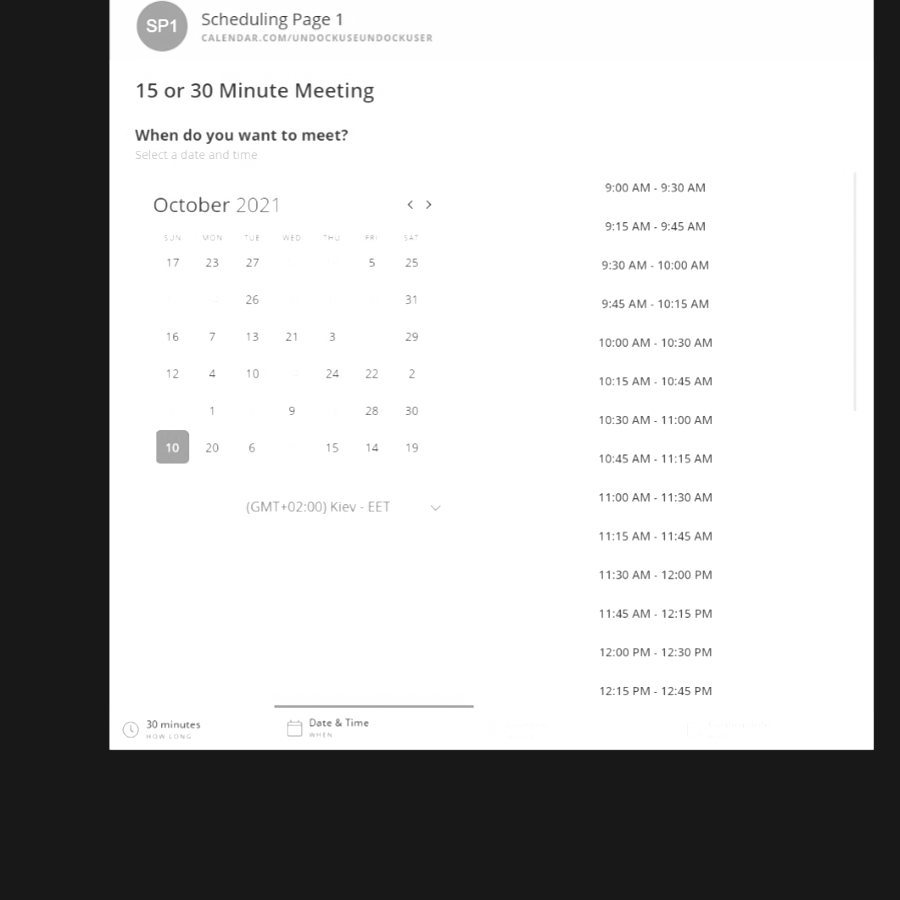 SP1
Scheduling Page 1
CALENDAR.COM/UNDOCKUSEUNDOCKUSER
15 or 30 Minute Meeting
When do you want to meet?
Select a date and time
October 2021
< >
SUN MON TUE WED THU FRI SAT
17 23 27 5 25
26 31
16 7 13 21 3 29
12 4 10 24 22 2
1 9 28 30
10 20 6 15 14 19
(GMT+02:00) Kiev - EET
9:00 AM - 9:30 AM
9:15 AM - 9:45 AM
9:30 AM - 10:00 AM
9:45 AM - 10:15 AM
10:00 AM - 10:30 AM
10:15 AM - 10:45 AM
10:30 AM - 11:00 AM
10:45 AM - 11:15 AM
11:00 AM - 11:30 AM
11:15 AM - 11:45 AM
11:30 AM - 12:00 PM
11:45 AM - 12:15 PM
12:00 PM - 12:30 PM
12:15 PM - 12:45 PM
30 minutes
HOW LONG
Date & Time
WHEN